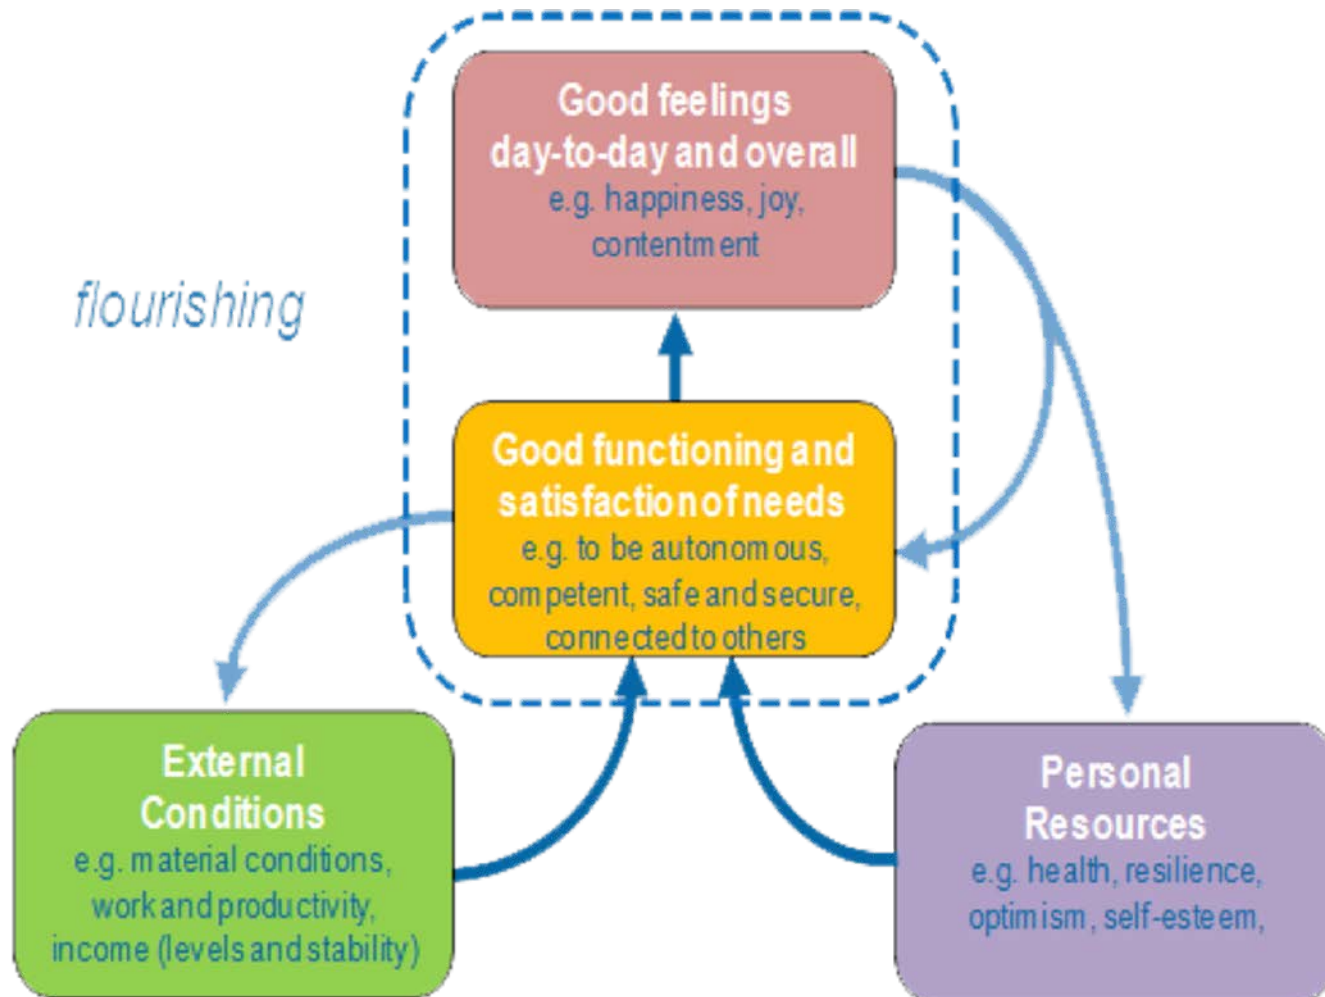 Good feelings
day-to-day and overall
e.g. happiness, joy,
contentment
flourishing
Good functioning and
satisfaction of needs
e.g. to be autonomous,
competent, safe and secure,
connected to others
External
Conditions
e.g. material conditions,
work and productivity,
income (levels and stability)
Personal
Resources
e.g. health, resilience,
optimism, self-esteem,